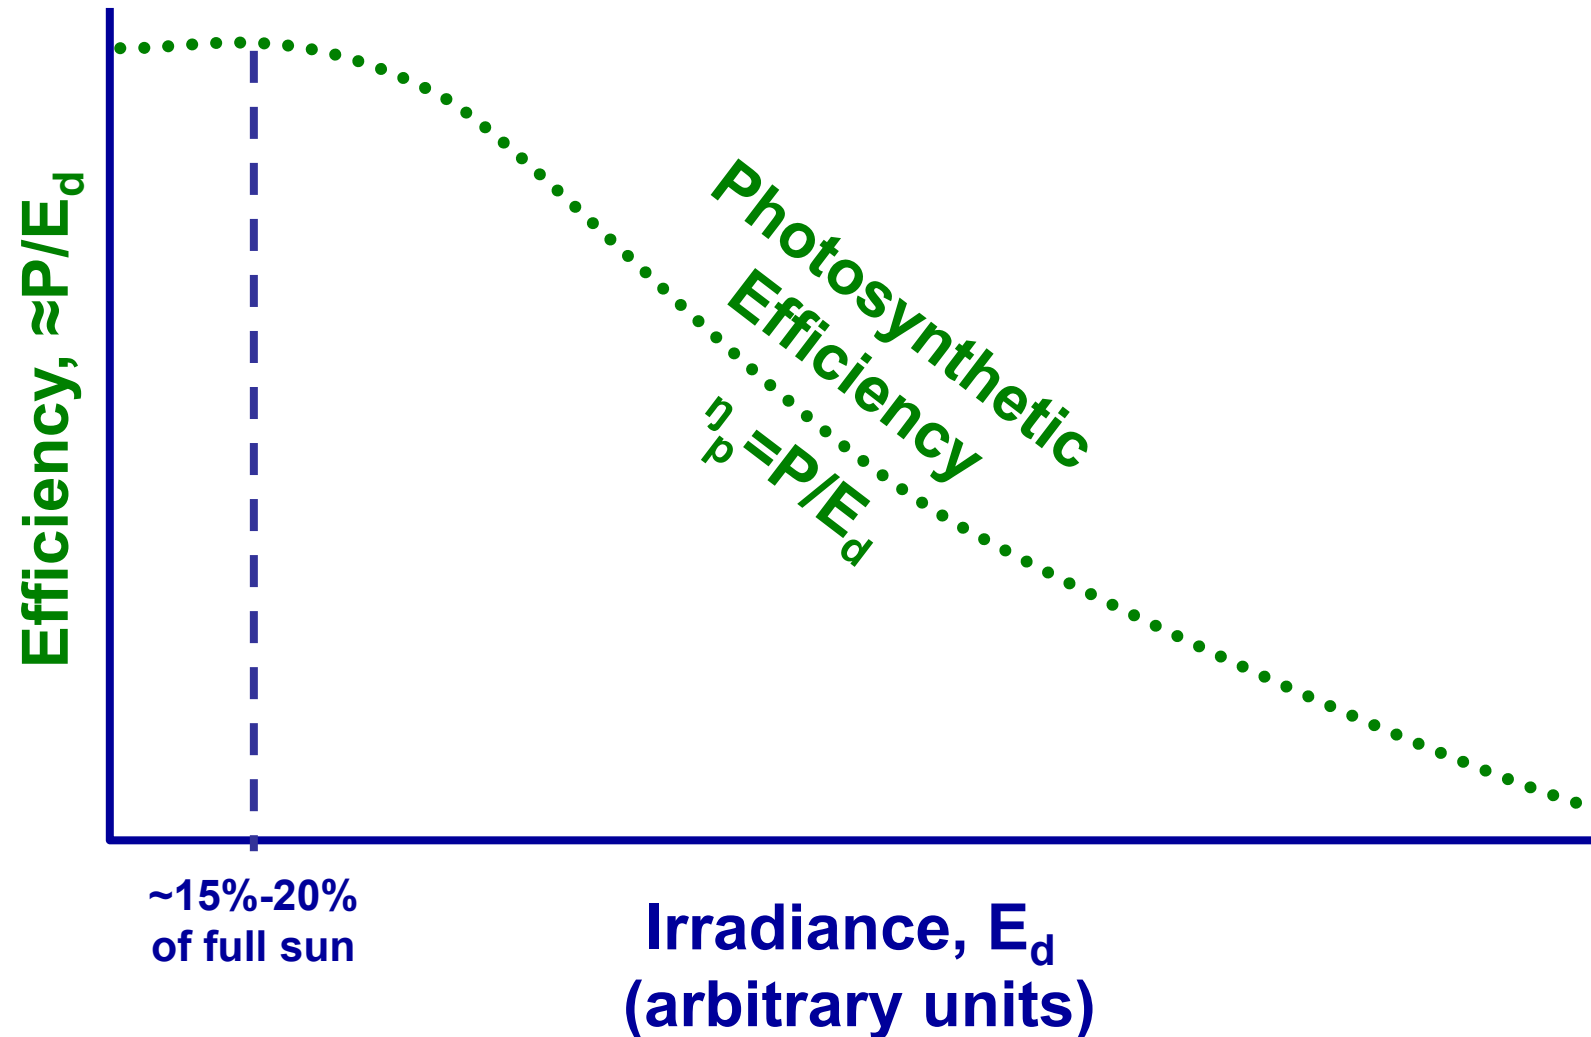 Efficiency, ≈P/Ed
Photosynthetic
Efficiency
ηp=P/Ed
~15%-20%
of full sun
Irradiance, Ed
(arbitrary units)